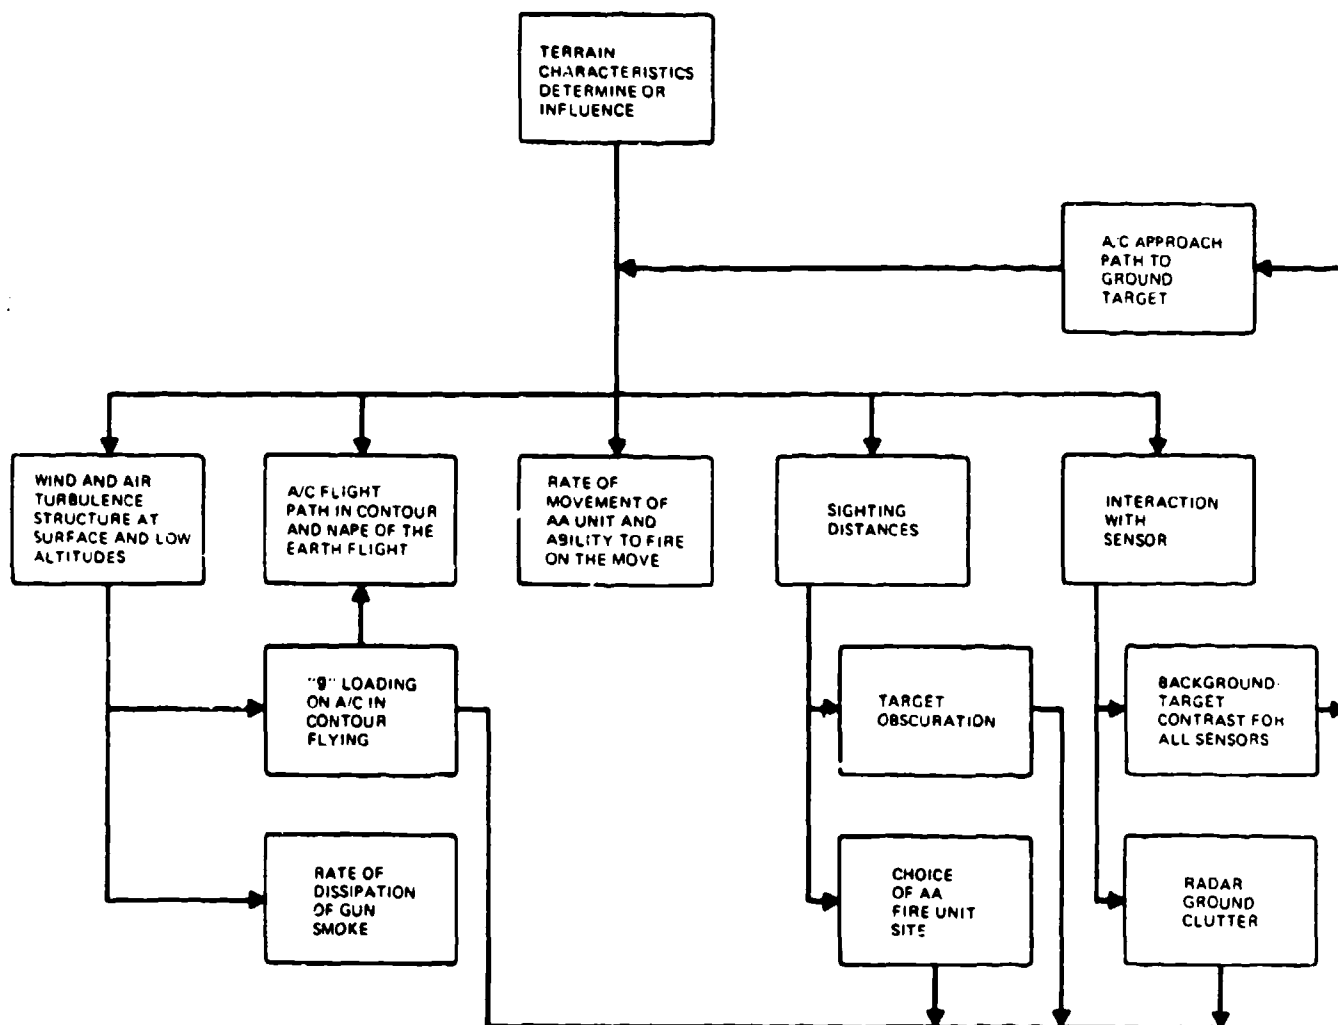 TERRAIN
CHARACTERISTICS
DETERMINE OR
INFLUENCE
A/C APPROACH
PATH TO
GROUND
TARGET
WIND AND AIR
TURBULENCE
STRUCTURE AT
SURFACE AND LOW
ALTITUDES
A/C FLIGHT
PATH IN CONTOUR
AND NAPE OF THE
EARTH FLIGHT
RATE OF
MOVEMENT OF
AA UNIT AND
ABILITY TO FIRE
ON THE MOVE
SIGHTING
DISTANCES
INTERACTION
WITH
SENSOR
"g" LOADING
ON A/C IN
CONTOUR
FLYING
TARGET
OBSCURATION
BACKGROUND-
TARGET
CONTRAST FOR
ALL SENSORS
RATE OF
DISSIPATION
OF GUN
SMOKE
CHOICE
OF AA
FIRE UNIT
SITE
RADAR
GROUND
CLUTTER